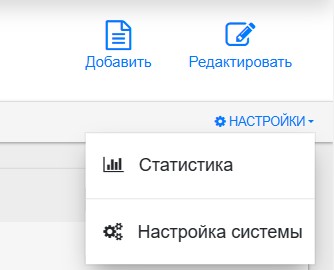 Добавить Редактировать
НАСТРОЙКИ
Статистика
Настройка системы